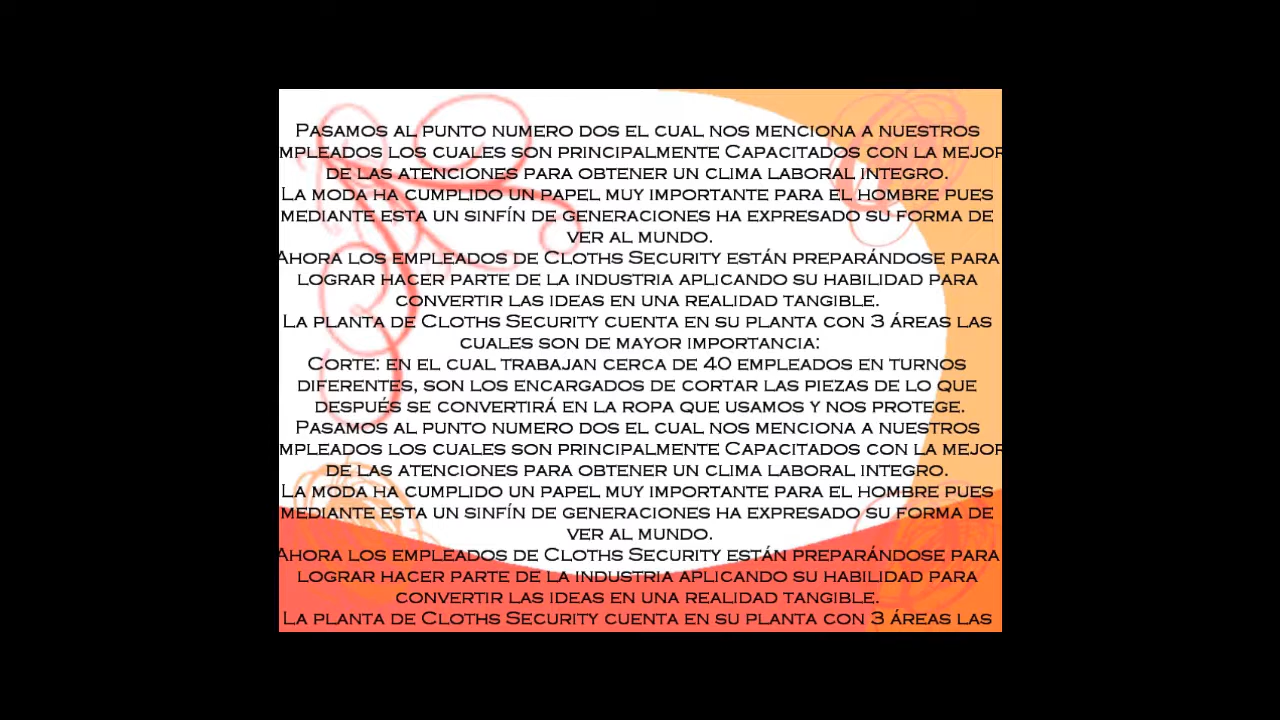 Pasamos al punto numero dos el cual nos menciona a nuestros
mpleados los cuales son principalmente Capacitados con la mejor
de las atenciones para obtener un clima laboral integro.
La moda ha cumplido un papel muy importante para el hombre pues
mediante esta un sinfín de generaciones ha expresado su forma de
ver al mundo.
Ahora los empleados de Cloths Security están preparándose para
lograr hacer parte de la industria aplicando su habilidad para
convertir las ideas en una realidad tangible.
La planta de Cloths Security cuenta en su planta con 3 áreas las
cuales son de mayor importancia:
Corte: en el cual trabajan cerca de 40 empleados en turnos
diferentes, son los encargados de cortar las piezas de lo que
después se convertirá en la ropa que usamos y nos protege.
Pasamos al punto numero dos el cual nos menciona a nuestros
mpleados los cuales son principalmente Capacitados con la mejor
de las atenciones para obtener un clima laboral integro.
La moda ha cumplido un papel muy importante para el hombre pues
mediante esta un sinfín de generaciones ha expresado su forma de
ver al mundo.
Ahora los empleados de Cloths Security están preparándose para
lograr hacer parte de la industria aplicando su habilidad para
convertir las ideas en una realidad tangible.
La planta de Cloths Security cuenta en su planta con 3 áreas las